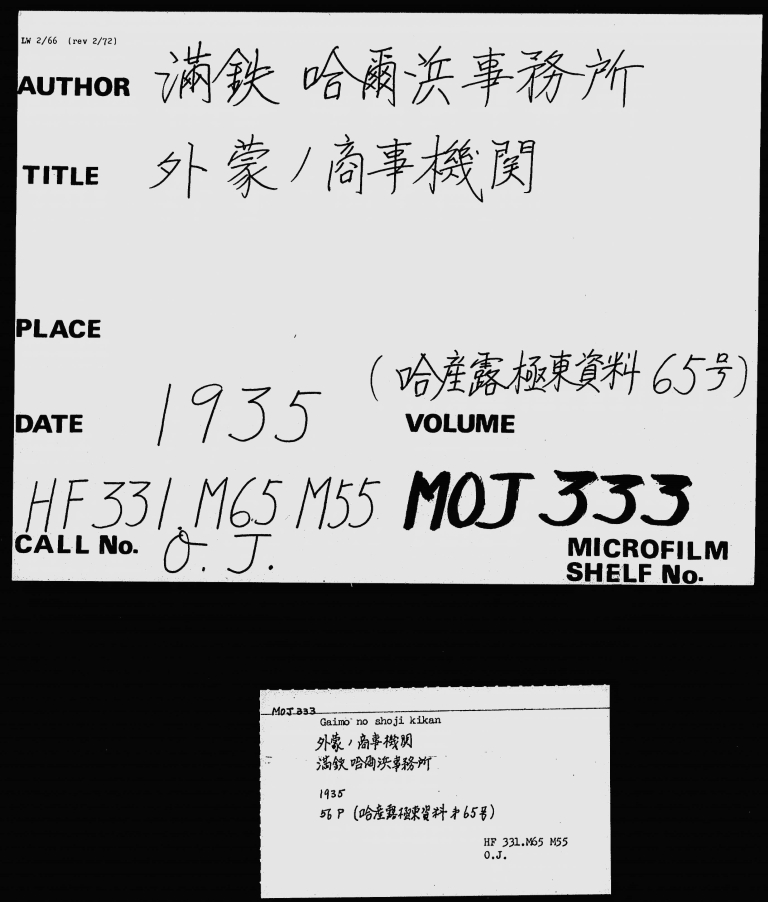 LW 2/66 (rev 2/72)
AUTHOR 満鉄 哈爾浜事務所
TITLE 外蒙ノ商事機関
PLACE
(哈産露極東資料 65号)
DATE 1935 VOLUME
HF 331.M65 M55 MOJ 333
CALL No. O.J. MICROFILM
SHELF No.
MOJ 333
Gaimo no shoji kikan
外蒙ノ商事機関
満鉄 哈爾浜事務所
1935
56 P (哈産露極東資料 第65号)
HF 331.M65 M55
O.J.